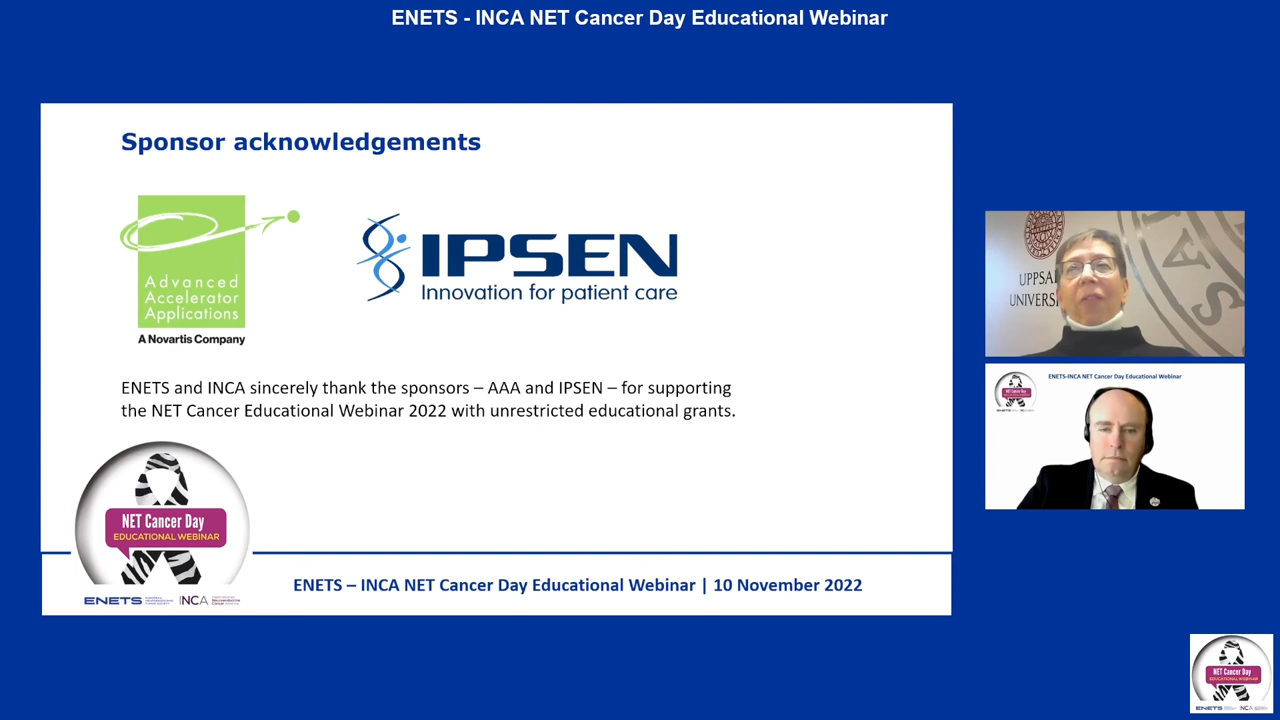 ENETS - INCA NET Cancer Day Educational Webinar
Sponsor acknowledgements
Advanced
Accelerator
Applications
A Novartis Company
IPSEN
Innovation for patient care
ENETS and INCA sincerely thank the sponsors – AAA and IPSEN – for supporting
the NET Cancer Educational Webinar 2022 with unrestricted educational grants.
NET Cancer Day
EDUCATIONAL WEBINAR
ENETS
INCA
ENETS – INCA NET Cancer Day Educational Webinar | 10 November 2022
UPPSA
UNIVERS
ENETS-INCA NET Cancer Day Educational Webinar
NET Cancer Day
EDUCATIONAL WEBINAR
ENETS
INCA